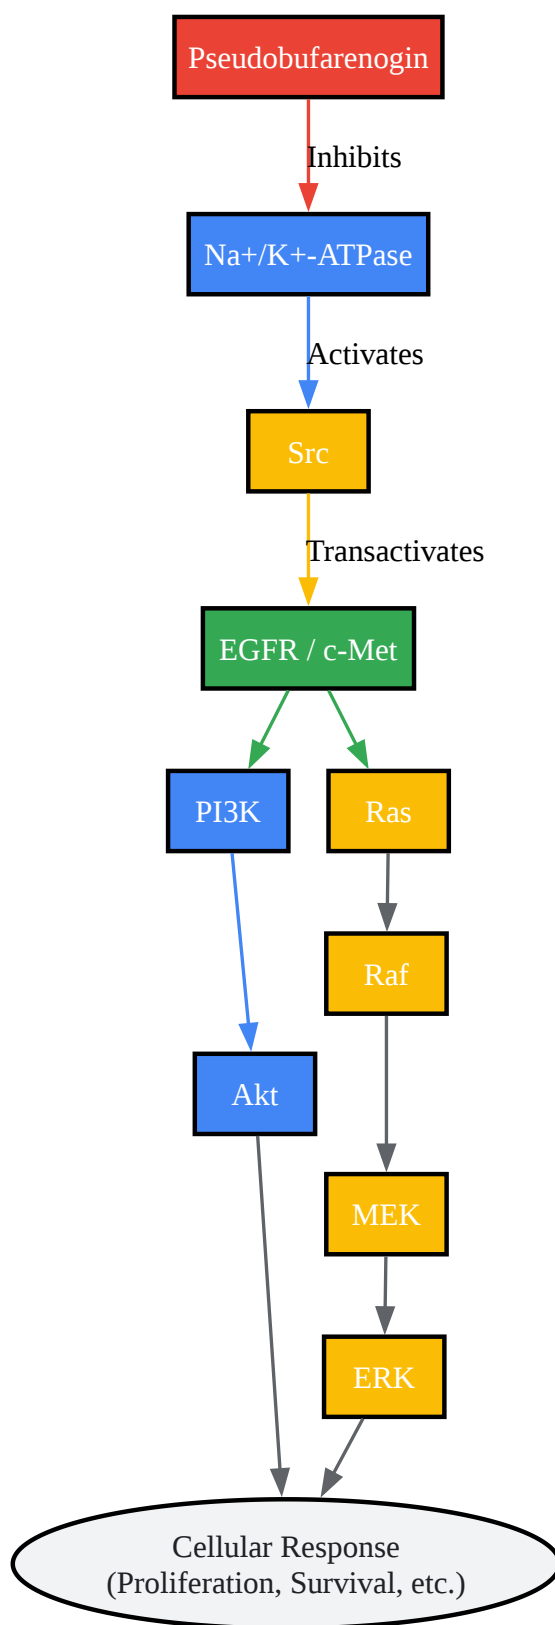 Pseudobufarenogin
Inhibits
Na+/K+-ATPase
Activates
Src
Transactivates
EGFR / c-Met
PI3K
Ras
Raf
Akt
MEK
ERK
Cellular Response
(Proliferation, Survival, etc.)